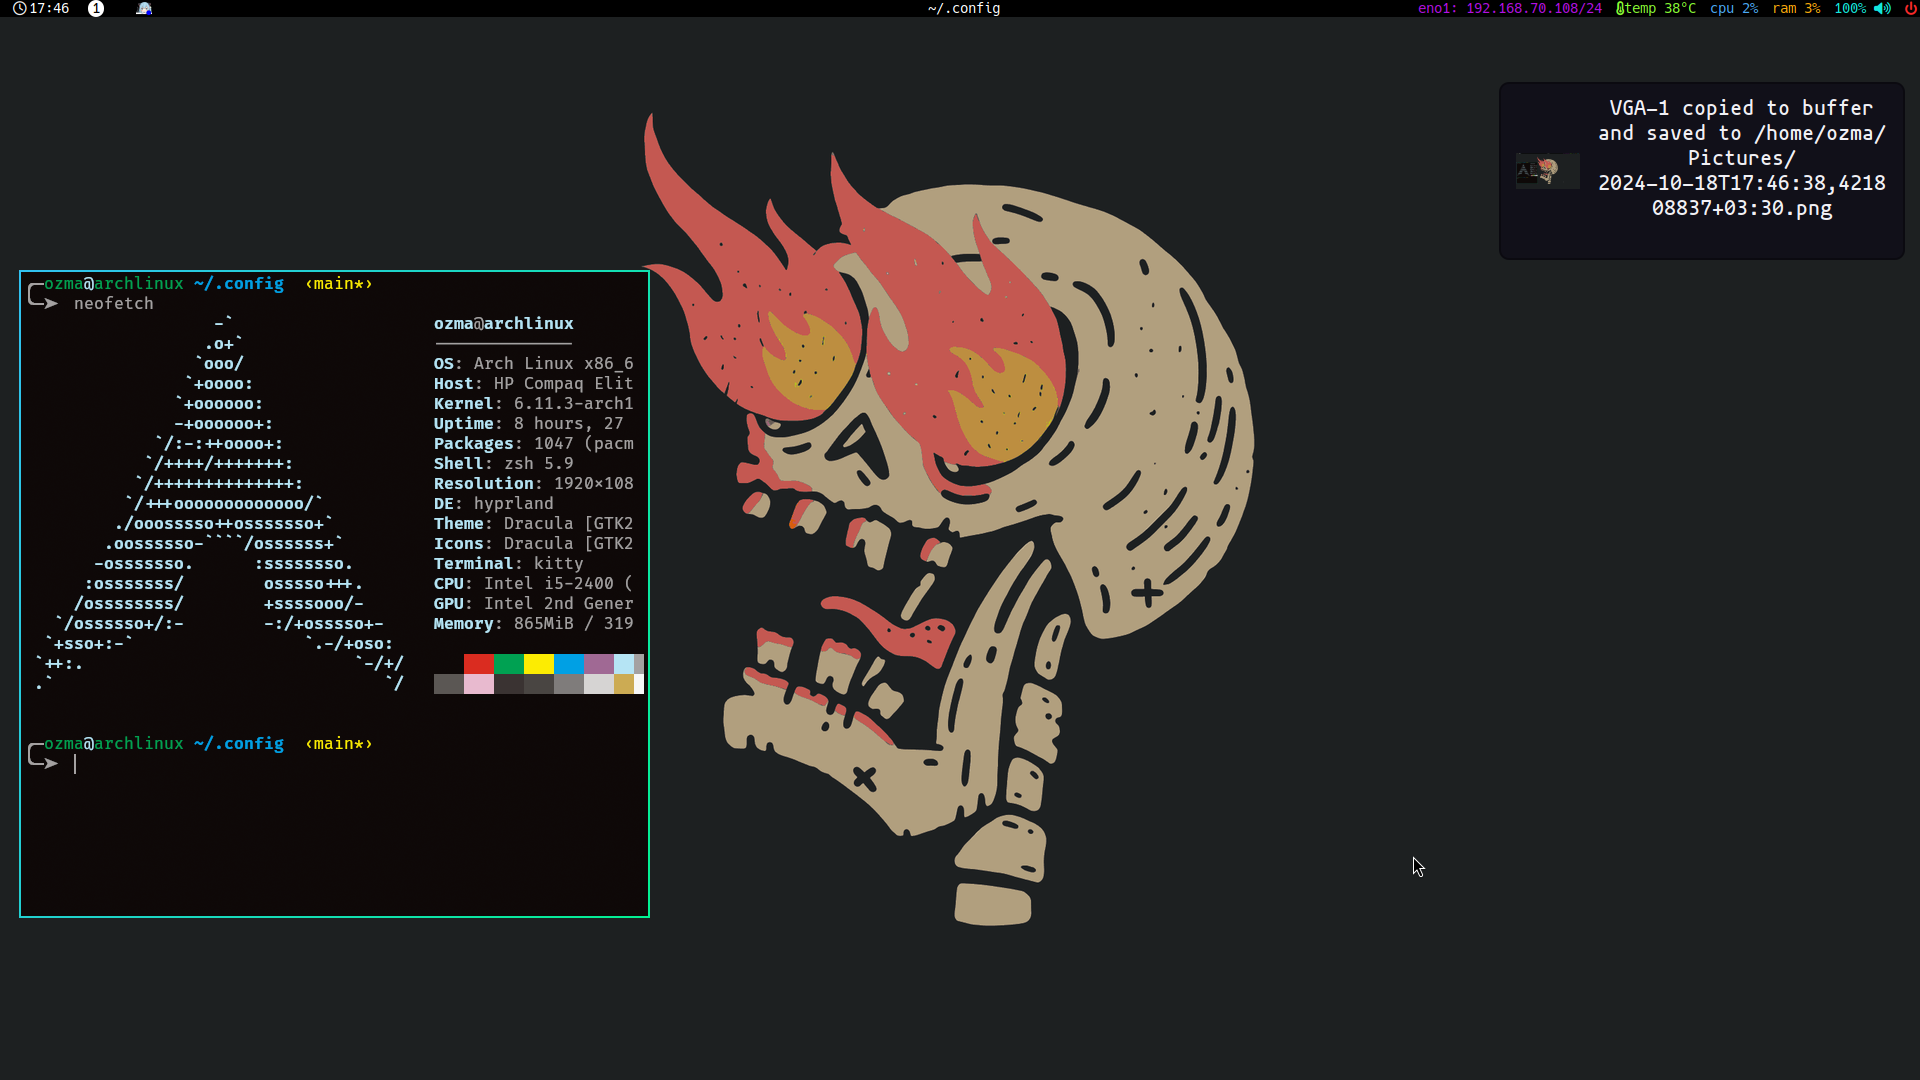 17:46 1 ~/.config eno1: 192.168.70.108/24 temp 38°C cpu 2% ram 3% 100%
VGA-1 copied to buffer
and saved to /home/ozma/
Pictures/
2024-10-18T17:46:38,4218
08837+03:30.png
ozma@archlinux ~/.config ‹main*›
neofetch
-`
.o+` ozma@archlinux
`ooo/ OS: Arch Linux x86_6
`+oooo: Host: HP Compaq Elit
`+oooooo: Kernel: 6.11.3-arch1
-+oooooo+: Uptime: 8 hours, 27
`/:-:++oooo+: Packages: 1047 (pacm
`/++++/+++++++: Shell: zsh 5.9
`/++++++++++++++: Resolution: 1920×108
`/+++ooooooooooooo/` DE: hyprland
./ooosssso++osssssso+` Theme: Dracula [GTK2
.oossssso-````/ossssss+` Icons: Dracula [GTK2
-osssssso. :ssssssso. Terminal: kitty
:osssssss/ osssso+++. CPU: Intel i5-2400 (
/ossssssss/ +ssssooo/- GPU: Intel 2nd Gener
`/ossssso+/:- -:/+osssso+- Memory: 865MiB / 319
`+sso+:-` `.-/+oso:
`++:. `-/+/
.` `/
ozma@archlinux ~/.config ‹main*›